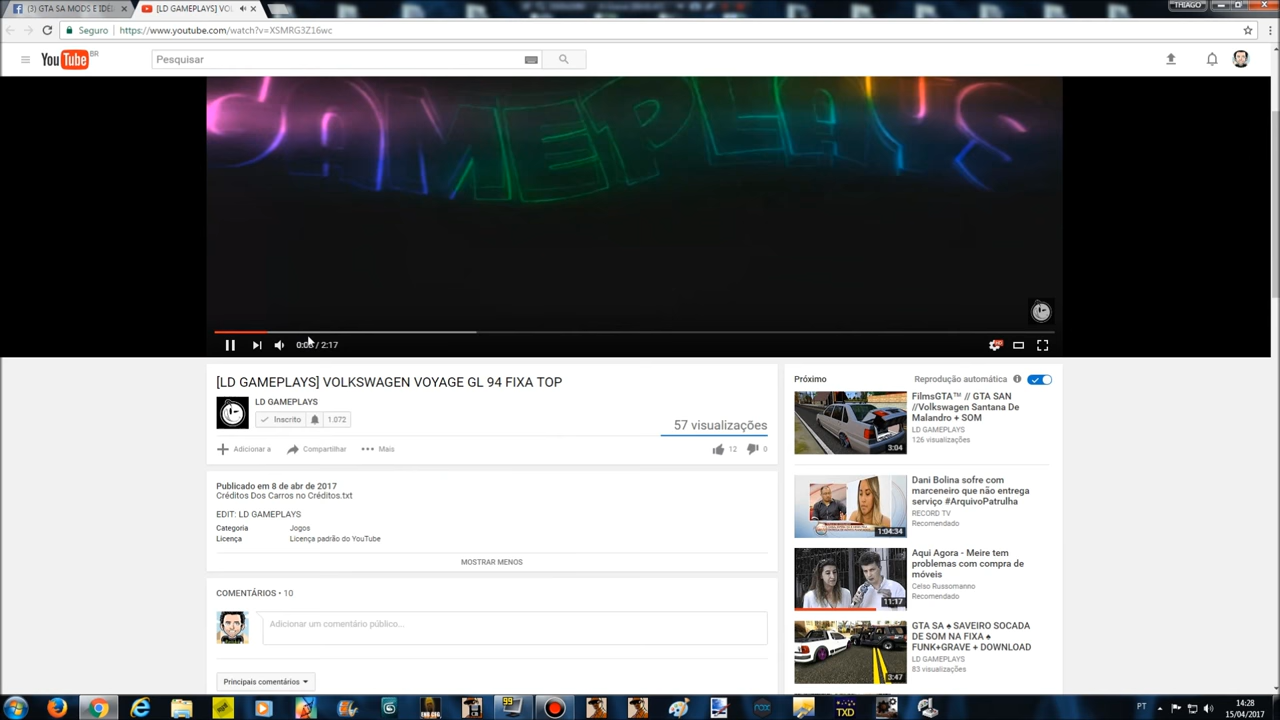 (3) GTA SA MODS E IDEI
[LD GAMEPLAYS] VOL
THIAGO
Seguro
https://www.youtube.com/watch?v=XSMRG3Z16wc
YouTube BR
Pesquisar
GAMEPLAYS
0:08 / 2:17
[LD GAMEPLAYS] VOLKSWAGEN VOYAGE GL 94 FIXA TOP
LD GAMEPLAYS
Inscrito 1.072
57 visualizações
Adicionar a Compartilhar Mais 12 0
Publicado em 8 de abr de 2017
Créditos Dos Carros no Créditos.txt
EDIT: LD GAMEPLAYS
Categoria Jogos
Licença Licença padrão do YouTube
MOSTRAR MENOS
COMENTÁRIOS • 10
Adicionar um comentário público...
Principais comentários
Próximo Reprodução automática
FilmsGTA™ // GTA SAN
//Volkswagen Santana De
Malandro + SOM
LD GAMEPLAYS
126 visualizações
3:04
Dani Bolina sofre com
marceneiro que não entrega
serviço #ArquivoPatrulha
RECORD TV
Recomendado
1:04:34
Aqui Agora - Meire tem
problemas com compra de
móveis
Celso Russomanno
Recomendado
11:17
GTA SA ♠ SAVEIRO SOCADA
DE SOM NA FIXA ♠
FUNK+GRAVE + DOWNLOAD
LD GAMEPLAYS
83 visualizações
3:47
99
nox
TXD
PT
14:28
15/04/2017